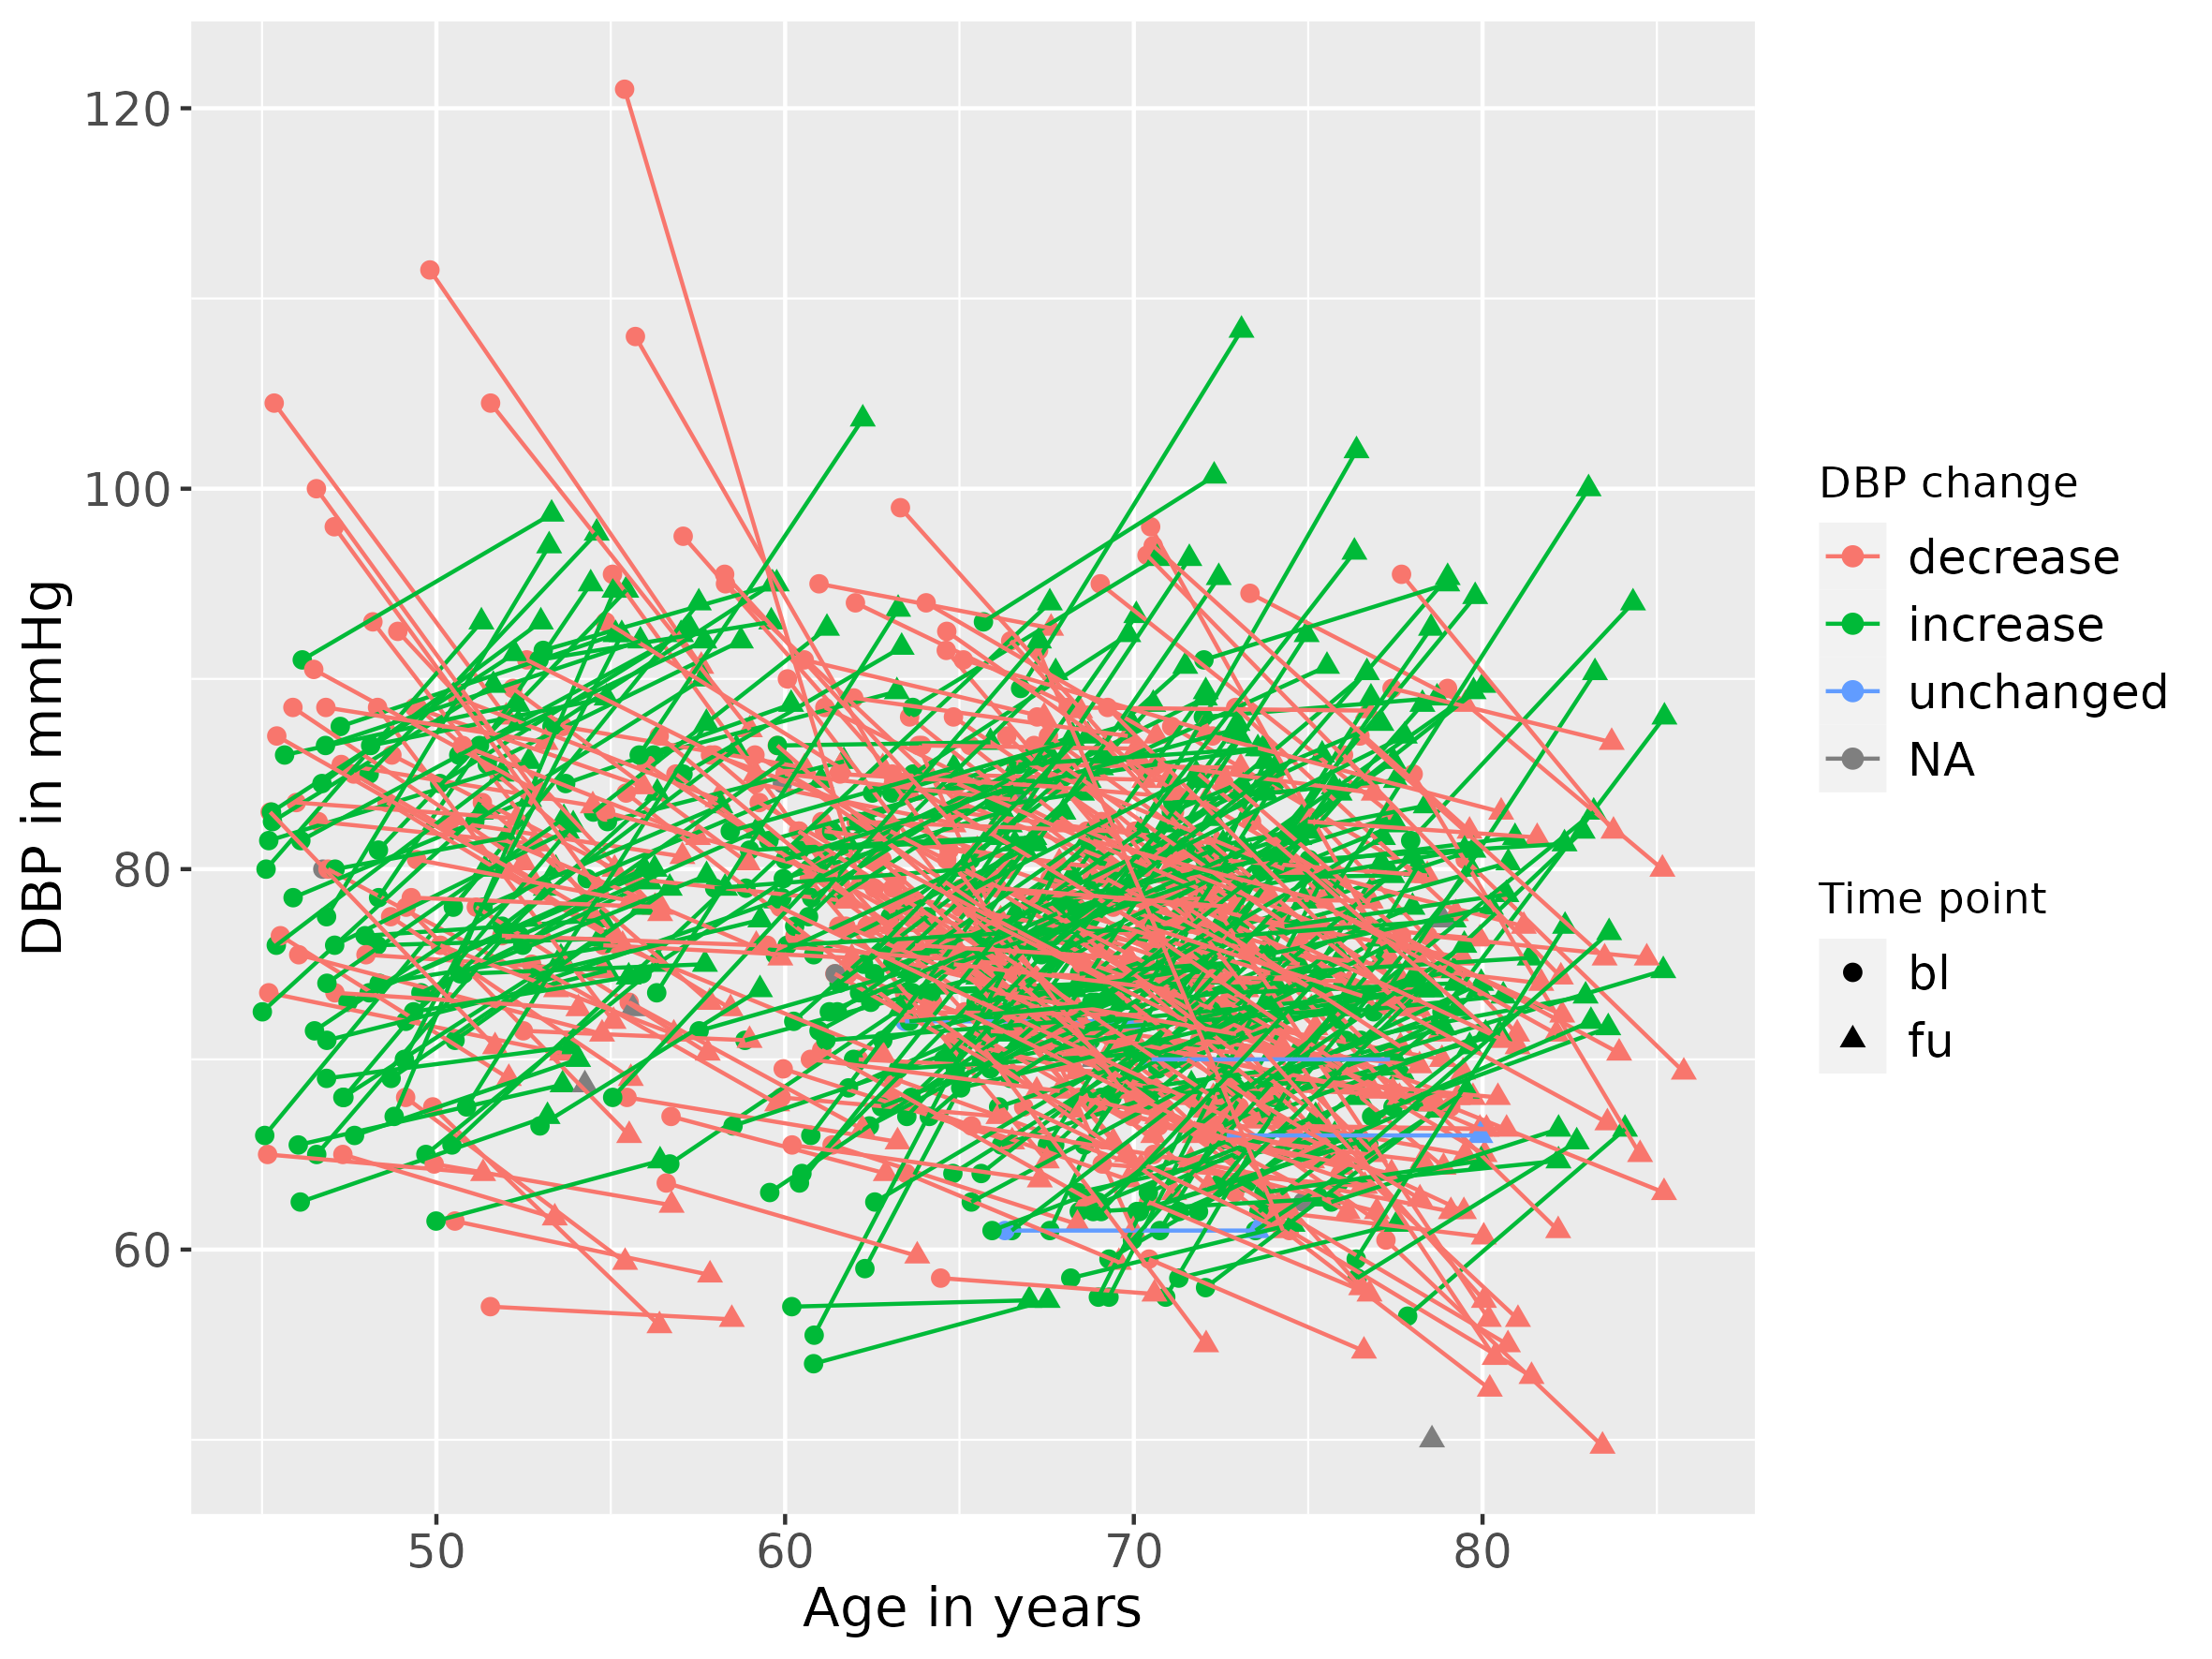 DBP in mmHg
120
100
80
60
50 60 70 80
Age in years
DBP change
decrease
increase
unchanged
NA
Time point
bl
fu